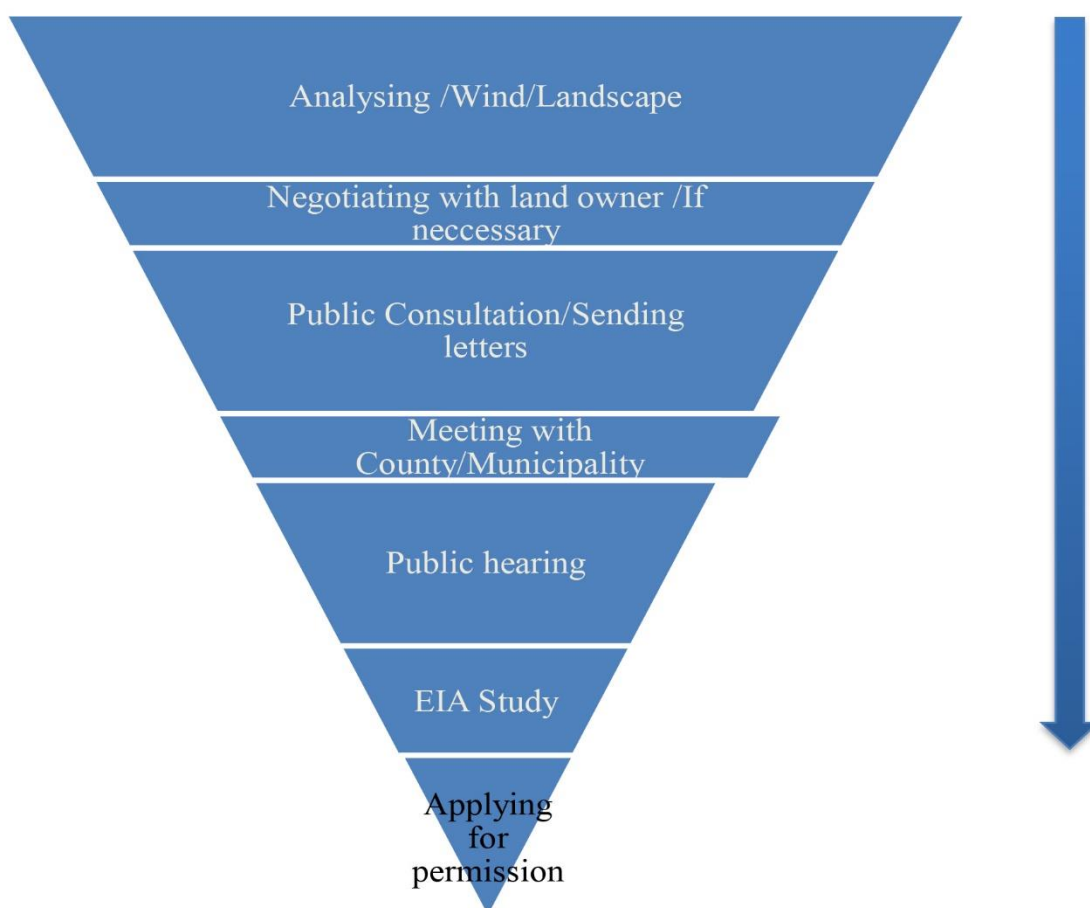 Analysing /Wind/Landscape
Negotiating with land owner /If
neccessary
Public Consultation/Sending
letters
Meeting with
County/Municipality
Public hearing
EIA Study
Applying
for
permission